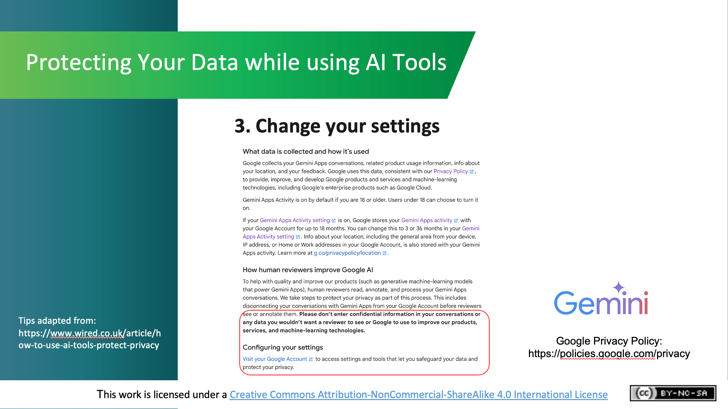 Protecting Your Data while using AI Tools
3. Change your settings
What data is collected and how it's used
Google collects your Gemini Apps conversations, related product usage information, info about
your location, and your feedback. Google uses this data, consistent with our Privacy Policy,
to provide, improve, and develop Google products and services and machine-learning
technologies, including Google's enterprise products such as Google Cloud.
Gemini Apps Activity is on by default if you are 18 or older. Users under 18 can choose to turn it
on.
If your Gemini Apps Activity setting is on, Google stores your Gemini Apps activity with
your Google Account for up to 18 months. You can change this to 3 or 36 months in your Gemini
Apps Activity setting. Info about your location, including the general area from your device,
IP address, or Home or Work addresses in your Google Account, is also stored with your Gemini
Apps activity. Learn more at g.co/privacypolicy/location.
How human reviewers improve Google AI
To help with quality and improve our products (such as generative machine-learning models
that power Gemini Apps), human reviewers read, annotate, and process your Gemini Apps
conversations. We take steps to protect your privacy as part of this process. This includes
disconnecting your conversations with Gemini Apps from your Google Account before reviewers
see or annotate them. Please don't enter confidential information in your conversations or
any data you wouldn't want a reviewer to see or Google to use to improve our products,
services, and machine-learning technologies.
Configuring your settings
Visit your Google Account to access settings and tools that let you safeguard your data and
protect your privacy.
Tips adapted from:
https://www.wired.co.uk/article/h
ow-to-use-ai-tools-protect-privacy
Gemini
Google Privacy Policy:
https://policies.google.com/privacy
This work is licensed under a Creative Commons Attribution-NonCommercial-ShareAlike 4.0 International License
cc BY-NC-SA